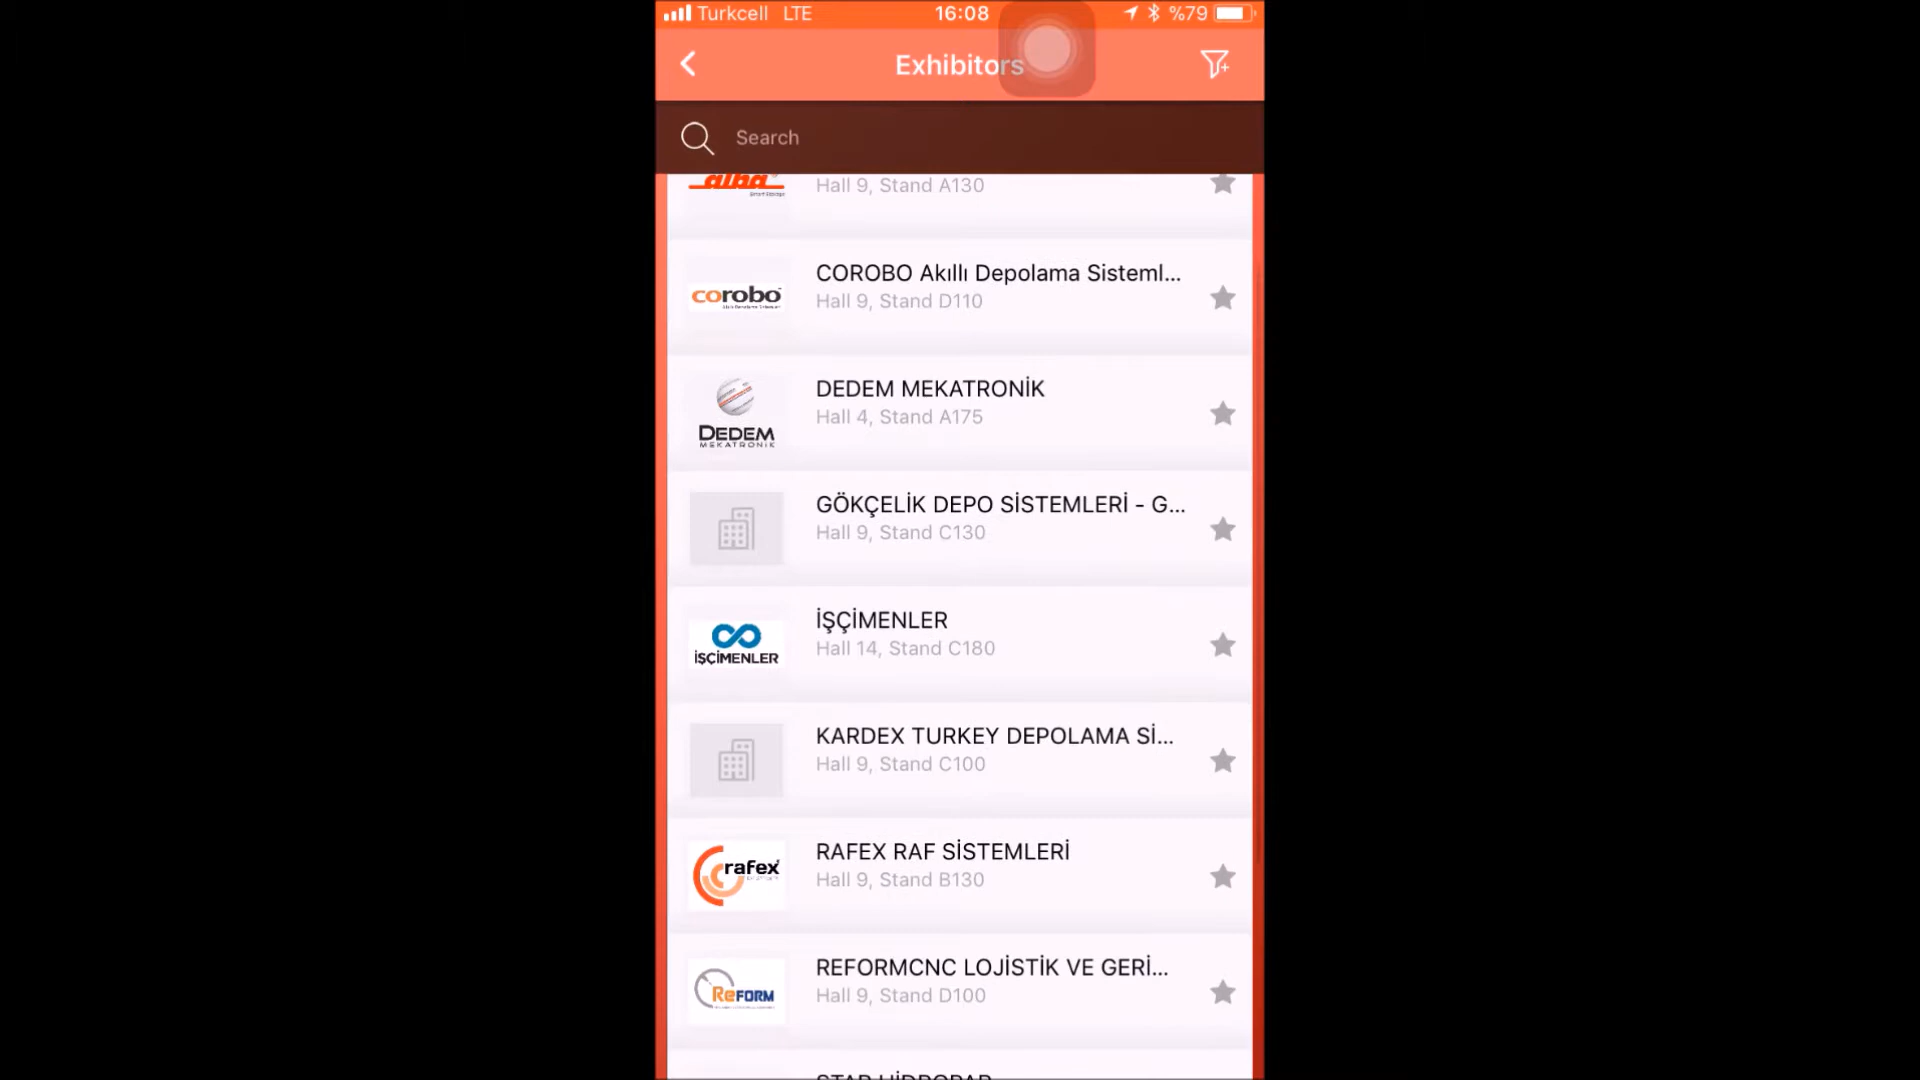 Turkcell LTE 16:08 %79
Exhibitors
Search
alba
Hall 9, Stand A130
corobo
COROBO Akıllı Depolama Sisteml...
Hall 9, Stand D110
DEDEM
MEKATRONİK
DEDEM MEKATRONİK
Hall 4, Stand A175
GÖKÇELİK DEPO SİSTEMLERİ - G...
Hall 9, Stand C130
İŞÇİMENLER
İŞÇİMENLER
Hall 14, Stand C180
KARDEX TURKEY DEPOLAMA Sİ...
Hall 9, Stand C100
rafex
RAFEX RAF SİSTEMLERİ
Hall 9, Stand B130
REFORM
REFORMCNC LOJİSTİK VE GERİ...
Hall 9, Stand D100